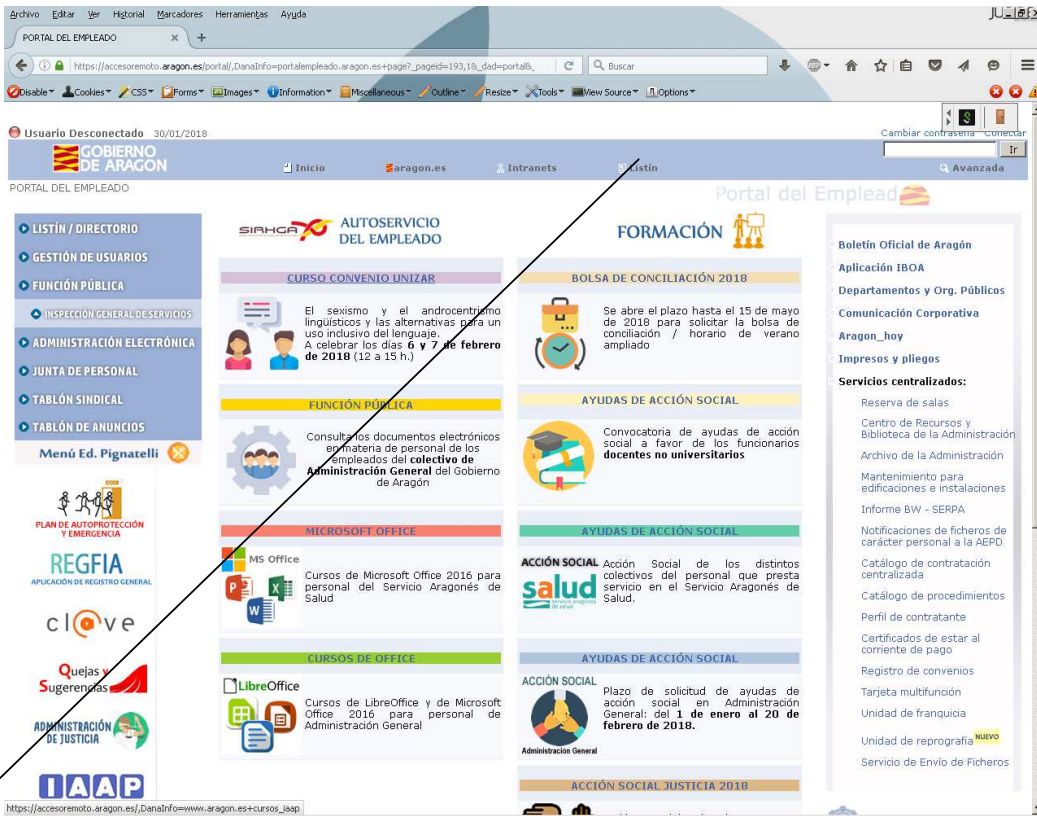 Archivo Editar Ver Historial Marcadores Herramientas Ayuda
PORTAL DEL EMPLEADO × +
https://accesoremoto.aragon.es/portal/,DanaInfo=portalempleado.aragon.es+page?_pageid=193,1&_dad=portal&_
Buscar
Disable Cookies CSS Forms Images Information Miscellaneous Outline Resize Tools View Source Options
Usuario Desconectado 30/01/2018
Cambiar contraseña Conectar
GOBIERNO
DE ARAGON
Inicio aragon.es Intranets Listín
Ir
Avanzada
PORTAL DEL EMPLEADO
Portal del Emplead
LISTÍN / DIRECTORIO
GESTIÓN DE USUARIOS
FUNCIÓN PÚBLICA
INSPECCIÓN GENERAL DE SERVICIOS
ADMINISTRACIÓN ELECTRÓNICA
JUNTA DE PERSONAL
TABLÓN SINDICAL
TABLÓN DE ANUNCIOS
Menú Ed. Pignatelli
PLAN DE AUTOPROTECCIÓN
Y EMERGENCIA
REGFIA
APLICACIÓN DE REGISTRO GENERAL
cl@ve
Quejas y
Sugerencias
ADMINISTRACIÓN
DE JUSTICIA
IAAP
SIRHGA
AUTOSERVICIO
DEL EMPLEADO
CURSO CONVENIO UNIZAR
El sexismo y el androcentrismo
lingüísticos y las alternativas para un
uso inclusivo del lenguaje.
A celebrar los días 6 y 7 de febrero
de 2018 (12 a 15 h.)
FUNCIÓN PÚBLICA
Consulta los documentos electrónicos
en materia de personal de los
empleados del colectivo de
Administración General del Gobierno
de Aragón
MICROSOFT OFFICE
MS Office
Cursos de Microsoft Office 2016 para
personal del Servicio Aragonés de
Salud
CURSOS DE OFFICE
LibreOffice
Cursos de LibreOffice y de Microsoft
Office 2016 para personal de
Administración General
FORMACIÓN
BOLSA DE CONCILIACIÓN 2018
Se abre el plazo hasta el 15 de mayo
de 2018 para solicitar la bolsa de
conciliación / horario de verano
ampliado
AYUDAS DE ACCIÓN SOCIAL
Convocatoria de ayudas de acción
social a favor de los funcionarios
docentes no universitarios
AYUDAS DE ACCIÓN SOCIAL
ACCIÓN SOCIAL
salud
servicio aragonés
de salud
Acción Social de los distintos
colectivos del personal que presta
servicio en el Servicio Aragonés de
Salud.
AYUDAS DE ACCIÓN SOCIAL
ACCIÓN SOCIAL
Administración General
Plazo de solicitud de ayudas de
acción social en Administración
General: del 1 de enero al 20 de
febrero de 2018.
ACCIÓN SOCIAL JUSTICIA 2018
Boletín Oficial de Aragón
Aplicación IBOA
Departamentos y Org. Públicos
Comunicación Corporativa
Aragon_hoy
Impresos y pliegos
Servicios centralizados:
Reserva de salas
Centro de Recursos y
Biblioteca de la Administración
Archivo de la Administración
Mantenimiento para
edificaciones e instalaciones
Informe BW - SERPA
Notificaciones de ficheros de
carácter personal a la AEPD
Catálogo de contratación
centralizada
Catálogo de procedimientos
Perfil de contratante
Certificados de estar al
corriente de pago
Registro de convenios
Tarjeta multifunción
Unidad de franquicia
Unidad de reprografía NUEVO
Servicio de Envío de Ficheros
https://accesoremoto.aragon.es/,DanaInfo=www.aragon.es+cursos_iaap